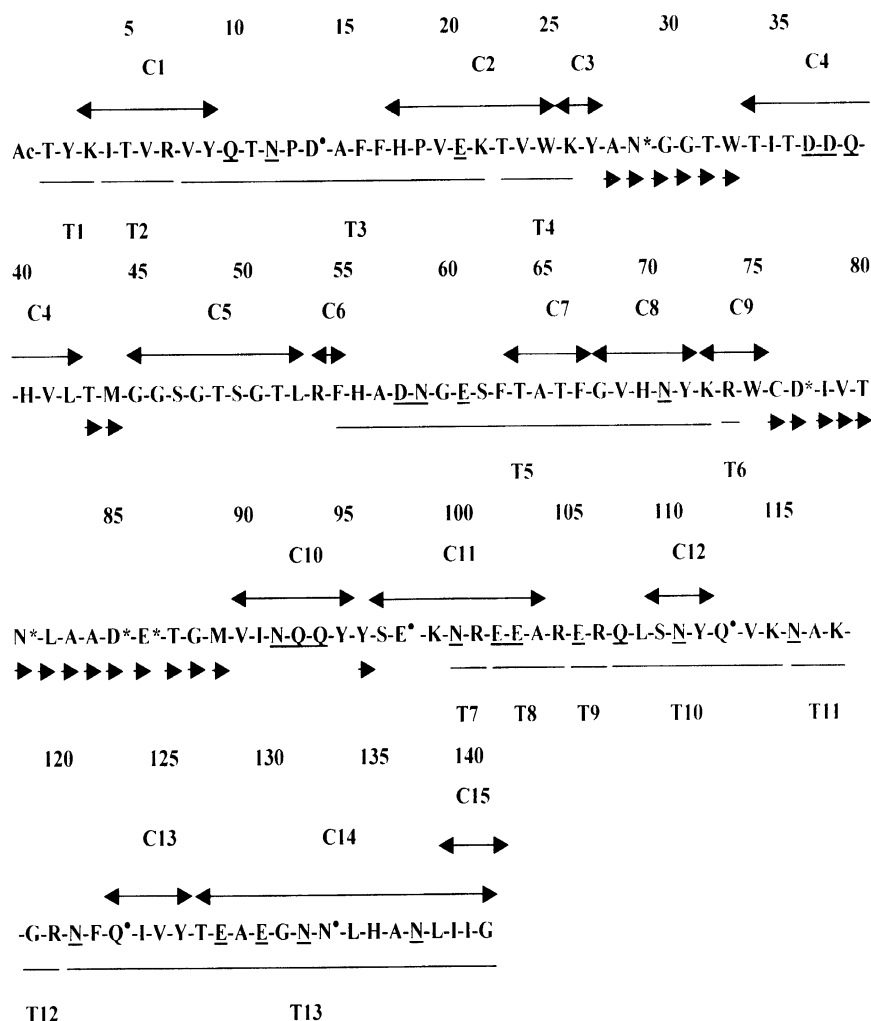 5 10 15 20 25 30 35
C1 C2 C3 C4
Ac-T-Y-K-I-T-V-R-V-Y-Q-T-N-P-D•-A-F-F-H-P-V-E-K-T-V-W-K-Y-A-N*-G-G-T-W-T-I-T-D-D-Q-
T1 T2 T3 T4
40 45 50 55 60 65 70 75 80
C4 C5 C6 C7 C8 C9
-H-V-L-T-M-G-G-S-G-T-S-G-T-L-R-F-H-A-D-N-G-E-S-F-T-A-T-F-G-V-H-N-Y-K-R-W-C-D*-I-V-T
T5 T6
85 90 95 100 105 110 115
C10 C11 C12
N*-L-A-A-D*-E*-T-G-M-V-I-N-Q-Q-Y-Y-S-E•-K-N-R-E-E-A-R-E-R-Q-L-S-N-Y-Q•-V-K-N-A-K-
T7 T8 T9 T10 T11
120 125 130 135 140
C15
C13 C14
-G-R-N-F-Q•-I-V-Y-T-E-A-E-G-N-N•-L-H-A-N-L-I-I-G
T12 T13